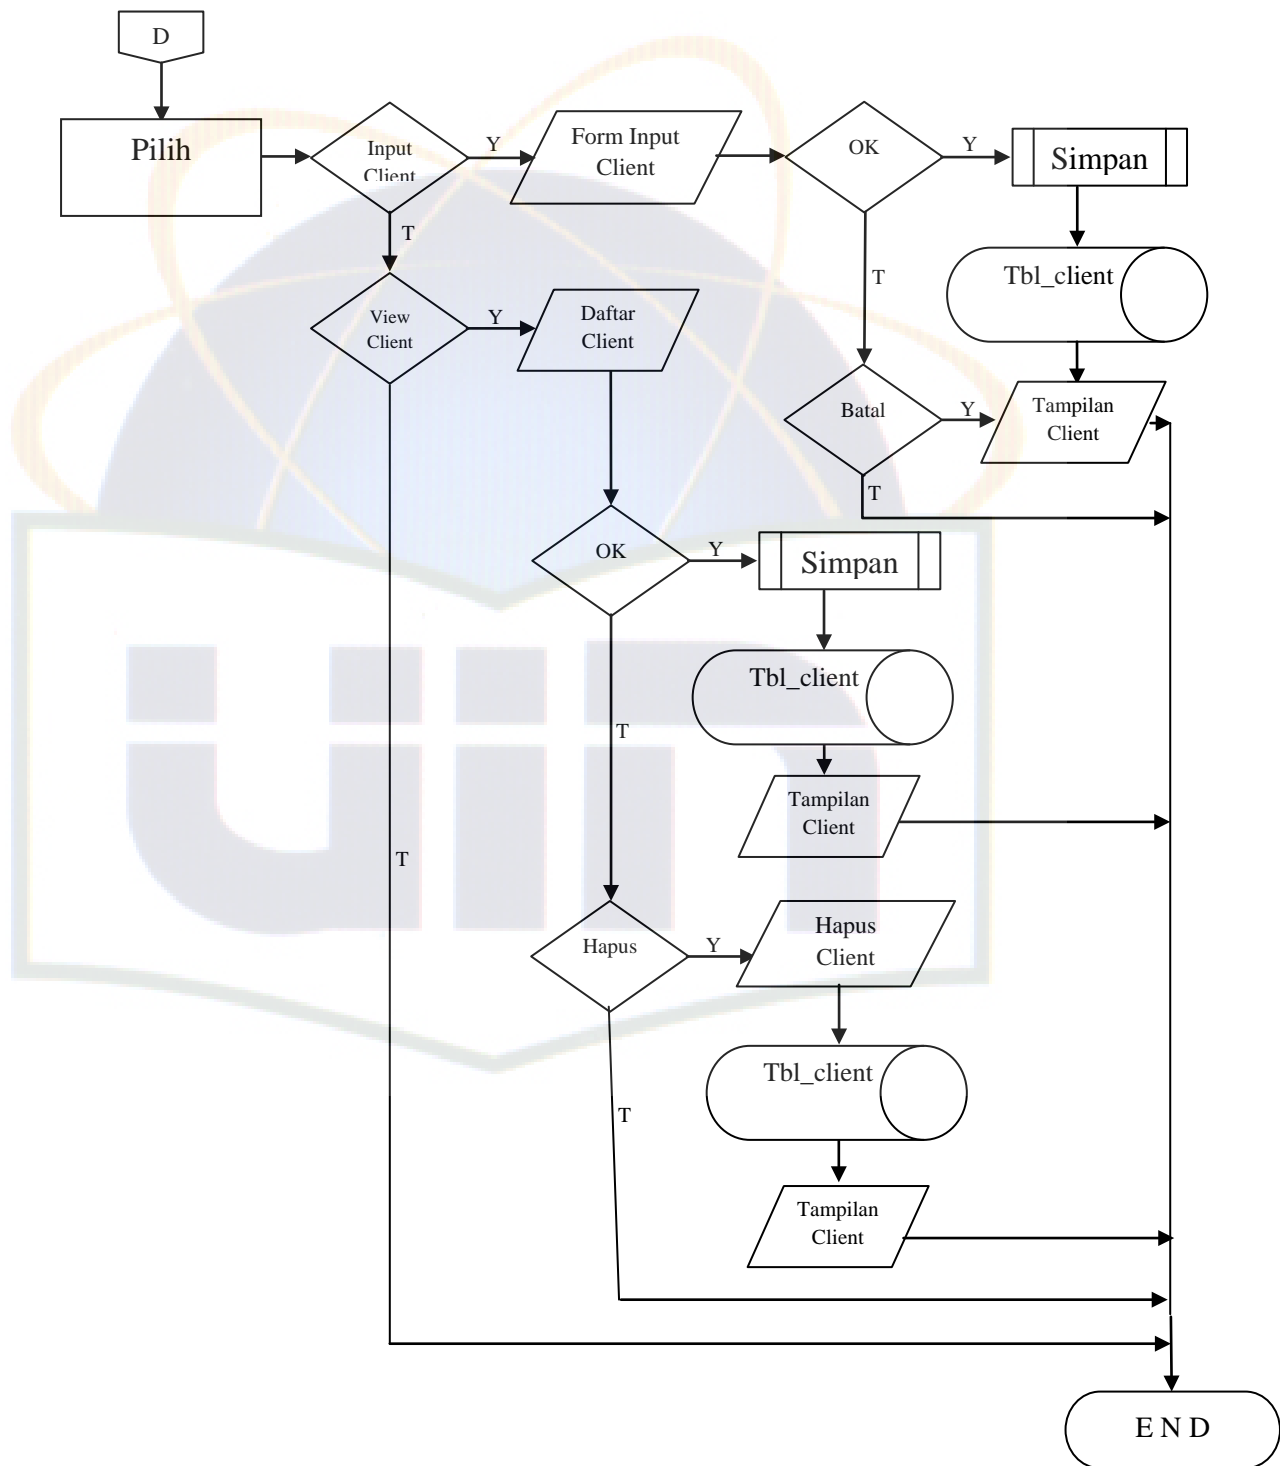 D
Pilih
Input
Client
Y
Form Input
Client
OK
Y
Simpan
T
T
Tbl_client
View
Client
Y
Daftar
Client
Batal
Y
Tampilan
Client
T
OK
Y
Simpan
Tbl_client
T
Tampilan
Client
T
Hapus
Y
Hapus
Client
Tbl_client
T
Tampilan
Client
E N D
uin